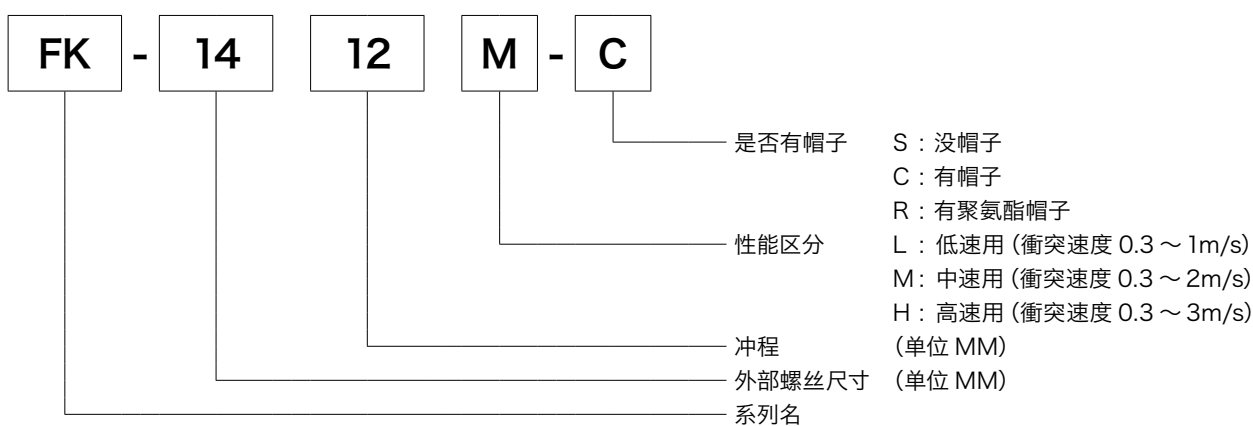 FK - 14 12 M - C
是否有帽子 S : 没帽子
C : 有帽子
R : 有聚氨酯帽子
性能区分 L : 低速用 (衝突速度 0.3 ～ 1m/s)
M : 中速用 (衝突速度 0.3 ～ 2m/s)
H : 高速用 (衝突速度 0.3 ～ 3m/s)
冲程 (单位 MM)
外部螺丝尺寸 (单位 MM)
系列名